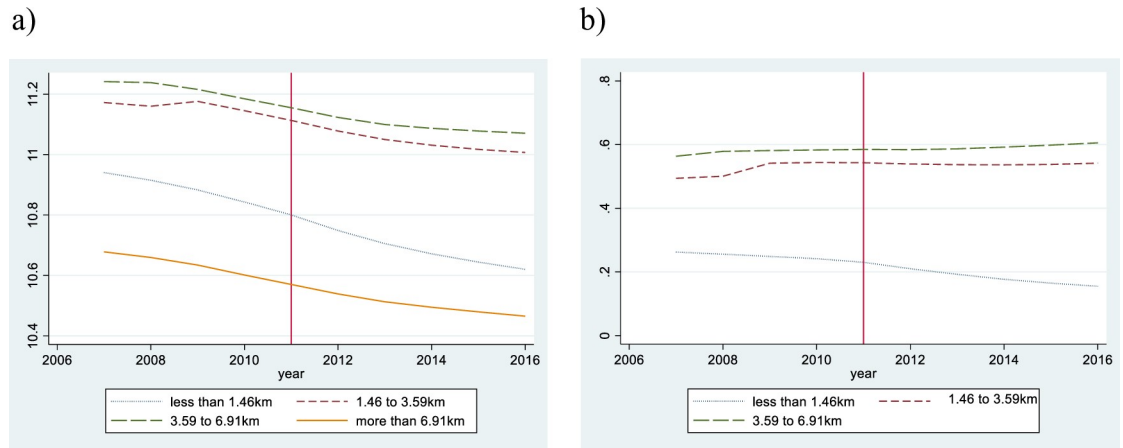 a)
11.2
11
10.8
10.6
10.4
2006 2008 2010 2012 2014 2016
year
less than 1.46km 1.46 to 3.59km
3.59 to 6.91km more than 6.91km
b)
.8
.6
.4
.2
0
2006 2008 2010 2012 2014 2016
year
less than 1.46km 1.46 to 3.59km
3.59 to 6.91km